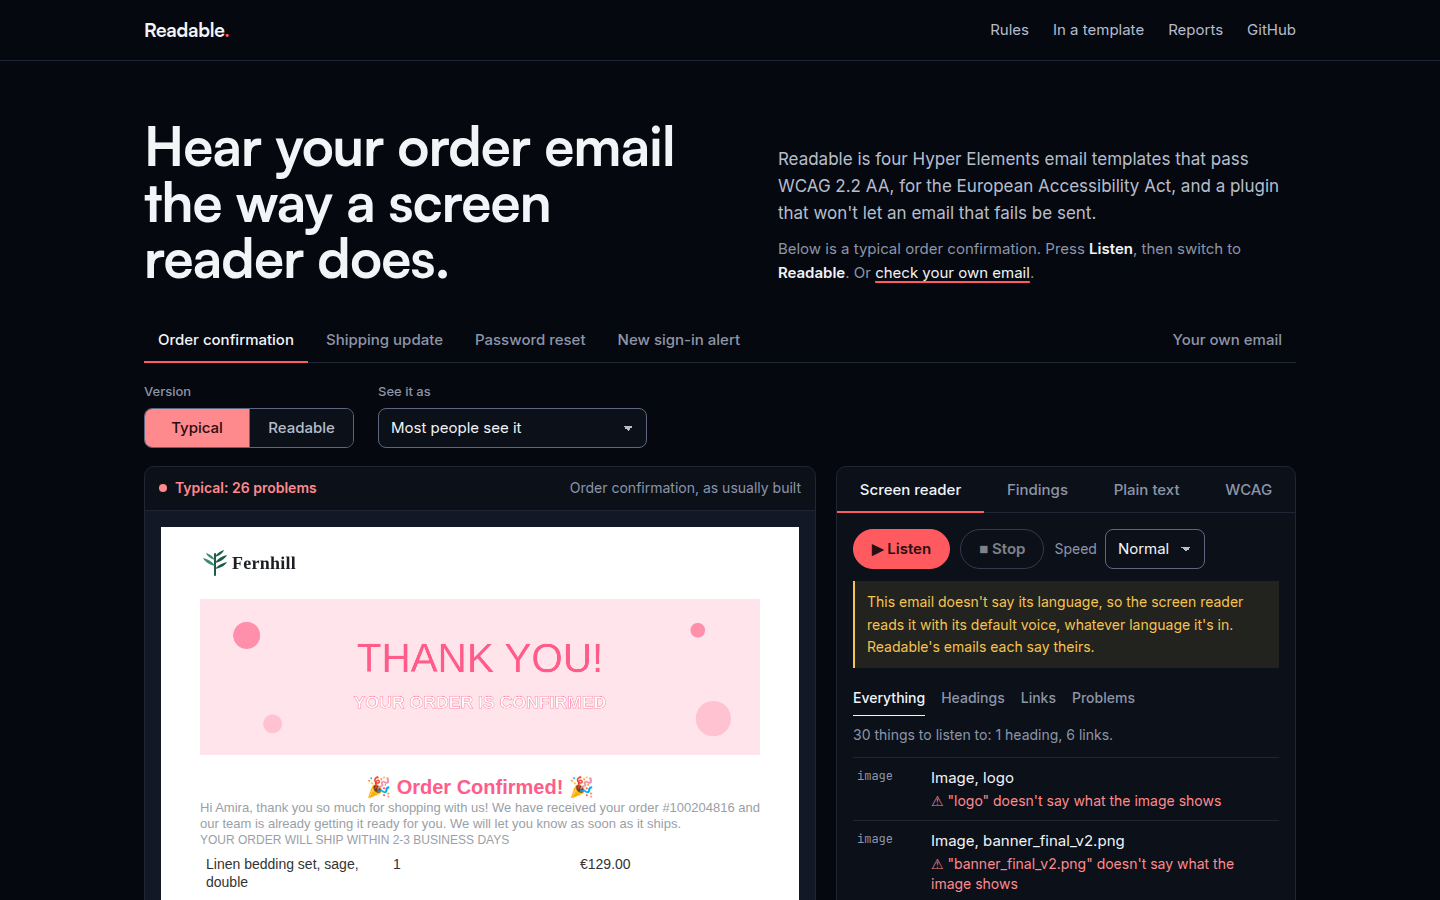 Readable.
Rules
In a template
Reports
GitHub
Hear your order email
the way a screen
reader does.
Readable is four Hyper Elements email templates that pass
WCAG 2.2 AA, for the European Accessibility Act, and a plugin
that won't let an email that fails be sent.
Below is a typical order confirmation. Press Listen, then switch to
Readable. Or check your own email.
Order confirmation
Shipping update
Password reset
New sign-in alert
Your own email
Version
See it as
Typical
Readable
Most people see it
Typical: 26 problems
Order confirmation, as usually built
Fernhill
THANK YOU!
YOUR ORDER IS CONFIRMED
🎉 Order Confirmed! 🎉
Hi Amira, thank you so much for shopping with us! We have received your order #100204816 and
our team is already getting it ready for you. We will let you know as soon as it ships.
YOUR ORDER WILL SHIP WITHIN 2-3 BUSINESS DAYS
Linen bedding set, sage,
double
1
€129.00
Screen reader
Findings
Plain text
WCAG
▶ Listen
■ Stop
Speed
Normal
This email doesn't say its language, so the screen reader
reads it with its default voice, whatever language it's in.
Readable's emails each say theirs.
Everything
Headings
Links
Problems
30 things to listen to: 1 heading, 6 links.
image
Image, logo
⚠ "logo" doesn't say what the image shows
image
Image, banner_final_v2.png
⚠ "banner_final_v2.png" doesn't say what the
image shows